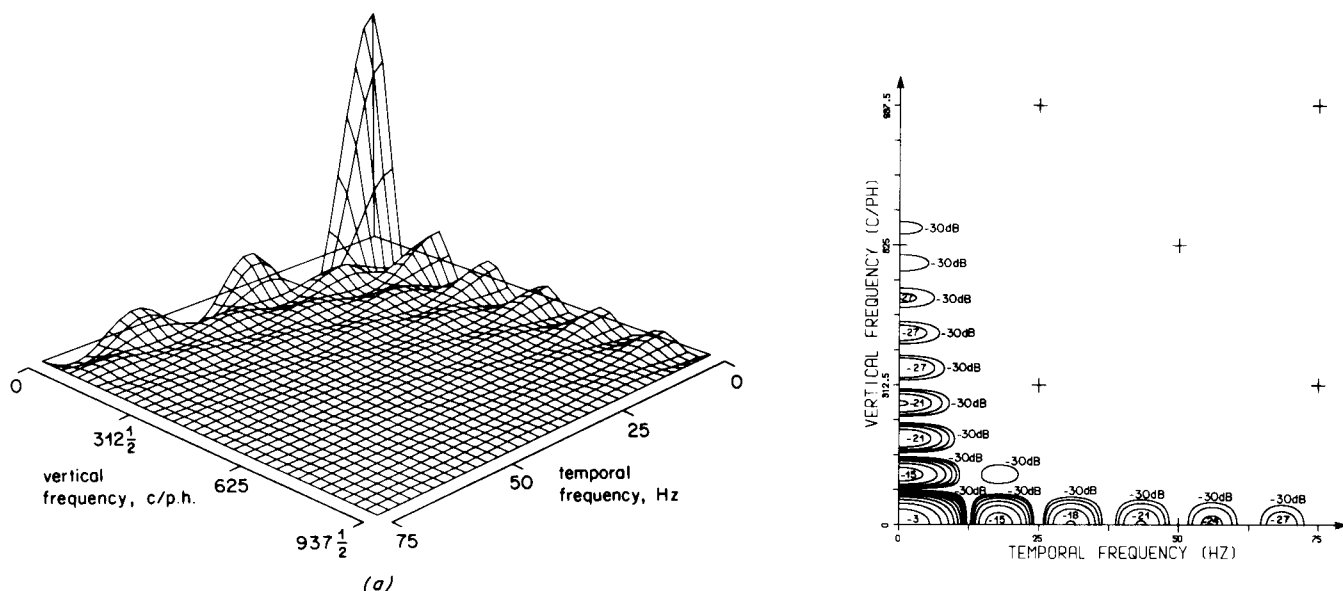 0
312½
625
937½
vertical
frequency, c/p.h.
0
25
50
75
temporal
frequency, Hz
(a)
VERTICAL FREQUENCY (C/PH)
937.5
625
312.5
0
-30dB
-30dB
-27 -30dB
-27 -30dB
-27 -30dB
-21 -30dB
-21 -30dB
-15 -30dB -30dB
-3 -30dB -30dB -30dB -30dB -30dB -30dB
-15 -18 -21 -24 -27
0 25 50 75
TEMPORAL FREQUENCY (HZ)